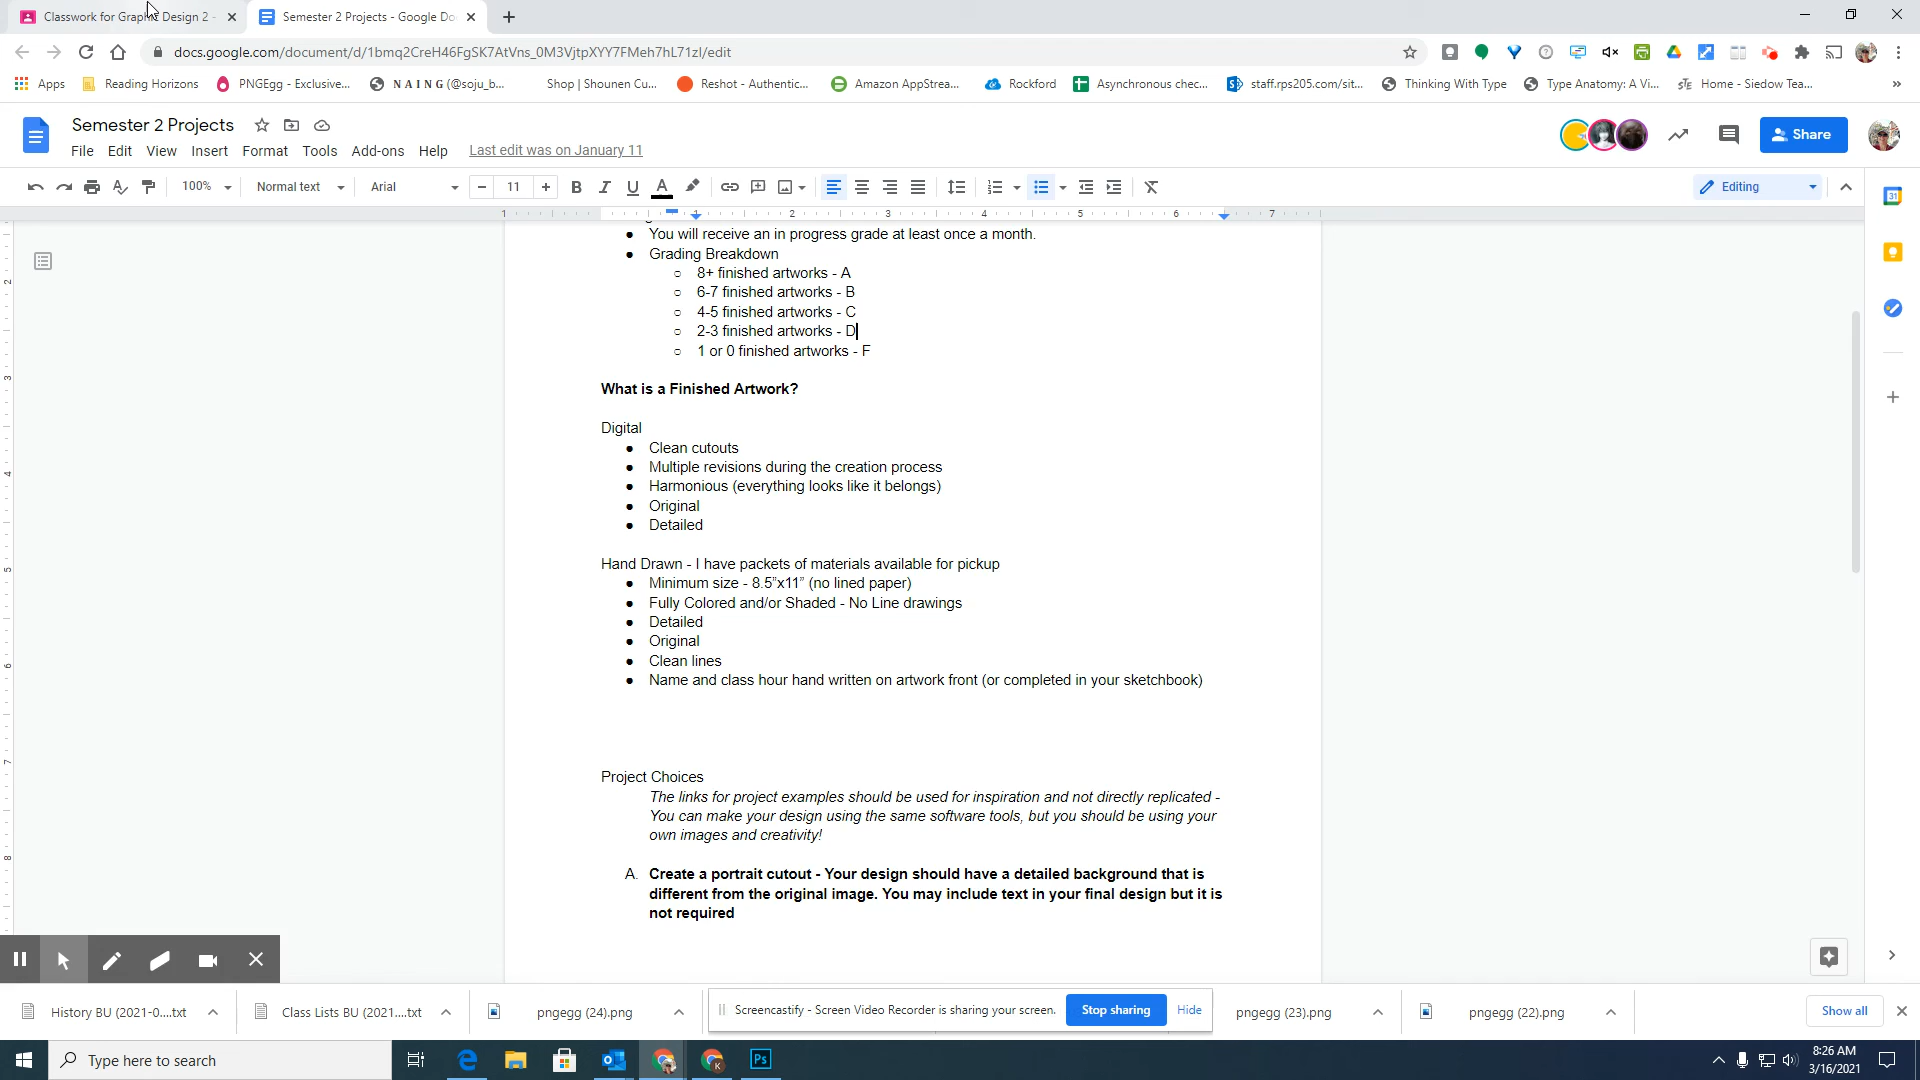 Classwork for Graphic Design 2 -
Semester 2 Projects - Google Do
docs.google.com/document/d/1bmq2CreH46FgSK7AtVns_0M3VjtpXYY7FMeh7hL71zI/edit
Apps
Reading Horizons
PNGEgg - Exclusive...
N A I N G (@soju_b...
Shop | Shounen Cu...
Reshot - Authentic...
Amazon AppStrea...
Rockford
Asynchronous chec...
staff.rps205.com/sit...
Thinking With Type
Type Anatomy: A Vi...
Home - Siedow Tea...
Semester 2 Projects
File Edit View Insert Format Tools Add-ons Help Last edit was on January 11
Share
100% Normal text Arial 11
Editing
1 1 2 3 4 5 6 7
You will receive an in progress grade at least once a month.
Grading Breakdown
8+ finished artworks - A
6-7 finished artworks - B
4-5 finished artworks - C
2-3 finished artworks - D
1 or 0 finished artworks - F
What is a Finished Artwork?
Digital
Clean cutouts
Multiple revisions during the creation process
Harmonious (everything looks like it belongs)
Original
Detailed
Hand Drawn - I have packets of materials available for pickup
Minimum size - 8.5”x11” (no lined paper)
Fully Colored and/or Shaded - No Line drawings
Detailed
Original
Clean lines
Name and class hour hand written on artwork front (or completed in your sketchbook)
Project Choices
The links for project examples should be used for inspiration and not directly replicated -
You can make your design using the same software tools, but you should be using your
own images and creativity!
A. Create a portrait cutout - Your design should have a detailed background that is
different from the original image. You may include text in your final design but it is
not required
History BU (2021-0....txt
Class Lists BU (2021....txt
pngegg (24).png
Screencastify - Screen Video Recorder is sharing your screen.
Stop sharing
Hide
pngegg (23).png
pngegg (22).png
Show all
Type here to search
8:26 AM
3/16/2021